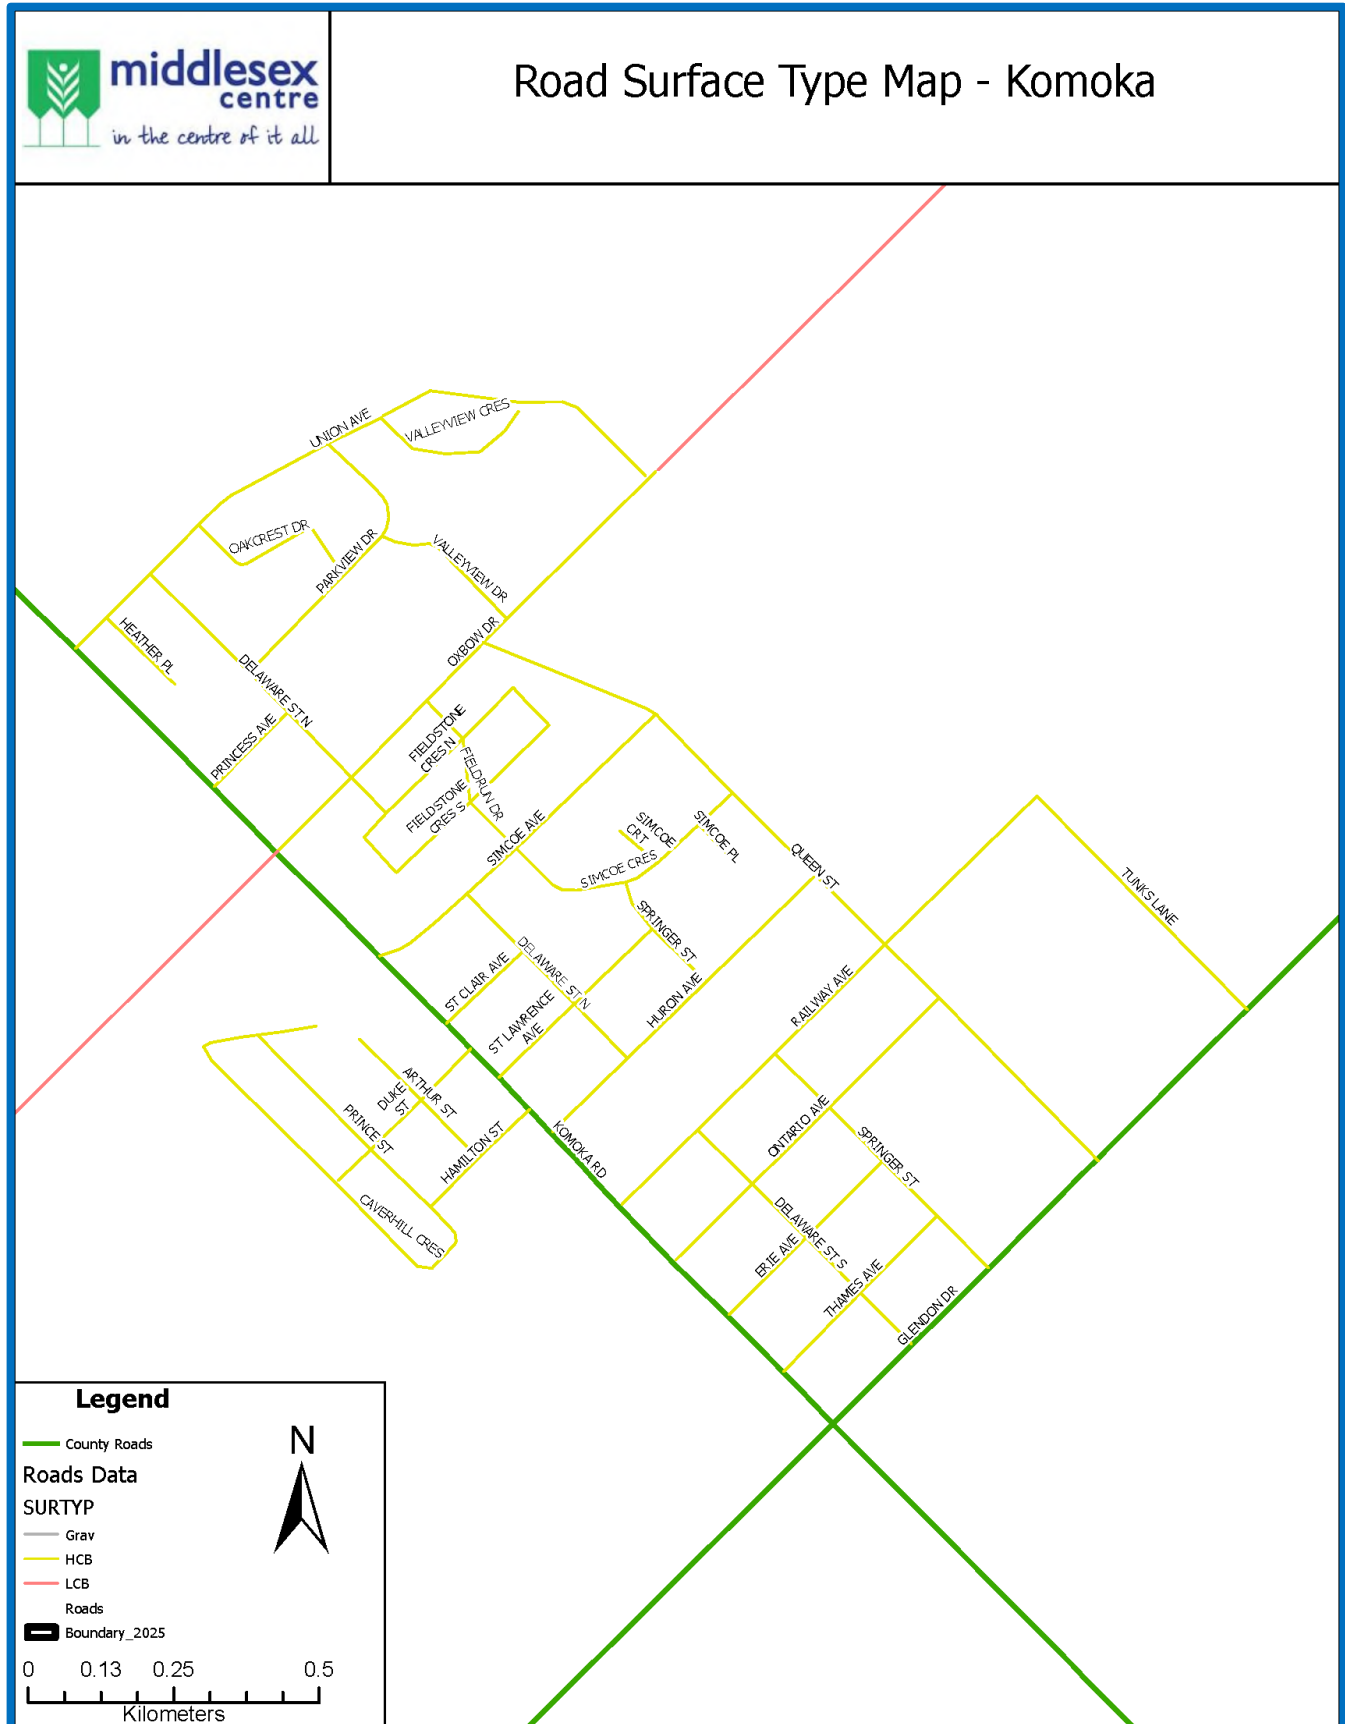 middlesex
centre
in the centre of it all
Road Surface Type Map - Komoka
UNION AVE
VALLEYVIEW CRES
OAKCREST DR
PARKVIEW DR
VALLEYVIEW DR
HEATHER PL
OXBOW DR
DELAWARE ST N
PRINCESS AVE
FIELDSTONE
CRES N
FIELDRUN DR
FIELDSTONE
CRES S
SIMCOE AVE
SIMCOE
CRT
SIMCOE PL
SIMCOE CRES
QUEEN ST
TUNKS LANE
SPRINGER ST
DELAWARE ST N
ST CLAIR AVE
ST LAWRENCE
AVE
HURON AVE
RAILWAY AVE
ARTHUR ST
DUKE
ST
PRINCE ST
HAMILTON ST
KOMOKA RD
ONTARIO AVE
SPRINGER ST
CAVERHILL CRES
DELAWARE ST S
ERIE AVE
THAMES AVE
GLENDON DR
Legend
County Roads
N
Roads Data
SURTYP
Grav
HCB
LCB
Roads
Boundary_2025
0 0.13 0.25 0.5
Kilometers